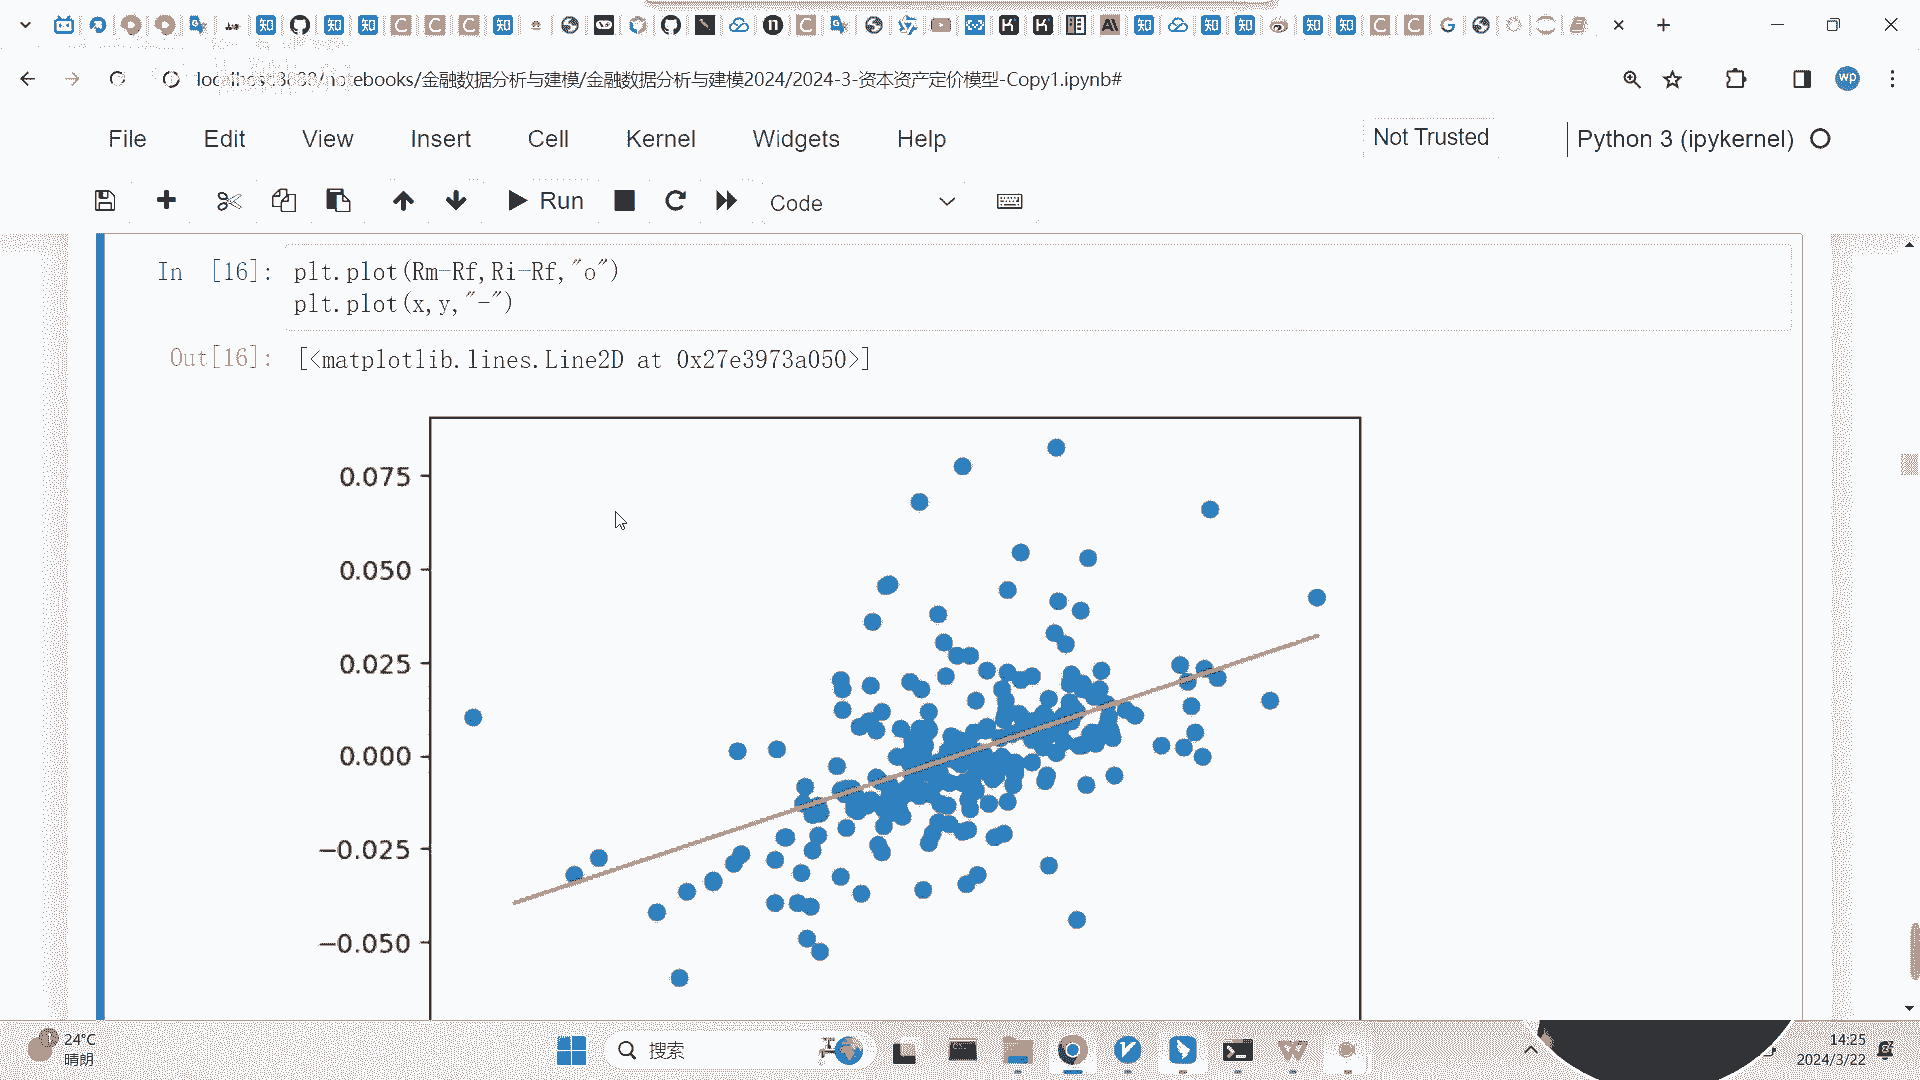 localhost:8888/notebooks/金融数据分析与建模/金融数据分析与建模2024/2024-3-资本资产定价模型-Copy1.ipynb#
wp
File Edit View Insert Cell Kernel Widgets Help Not Trusted Python 3 (ipykernel)
Run Code
In [16]: plt.plot(Rm-Rf,Ri-Rf,"o")
plt.plot(x,y,"-")
Out[16]: [<matplotlib.lines.Line2D at 0x27e3973a050>]
0.075
0.050
0.025
0.000
−0.025
−0.050
24°C
晴朗
搜索
14:25
2024/3/22